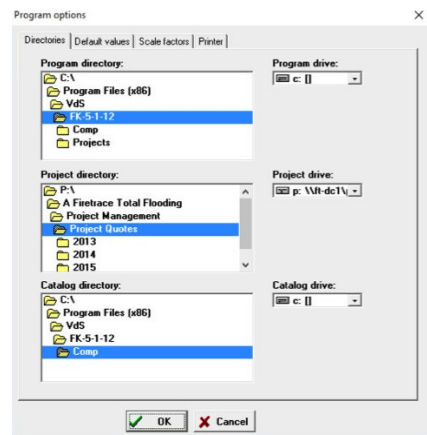 Program options
Directories Default values Scale factors Printer
Program directory: Program drive:
C:\ c: []
Program Files (x86)
VdS
FK-5-1-12
Comp
Projects
Project directory: Project drive:
P:\ p: \\ft-dc1\(
A Firetrace Total Flooding
Project Management
Project Quotes
2013
2014
2015
Catalog directory: Catalog drive:
C:\ c: []
Program Files (x86)
VdS
FK-5-1-12
Comp
OK Cancel